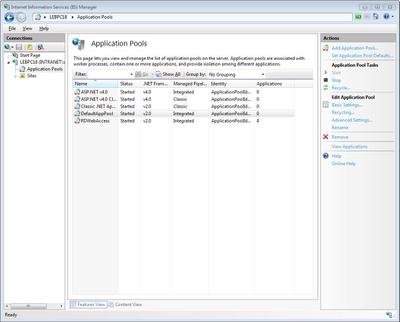 Internet Information Services (IIS) Manager
LEBPC18 ▸ Application Pools
File View Help
Connections
Start Page
LEBPC18 (INTRANET\
Application Pools
Sites
Application Pools
This page lets you view and manage the list of application pools on the server. Application pools are associated with
worker processes, contain one or more applications, and provide isolation among different applications.
Filter: Go Show All Group by: No Grouping
Name Status .NET Fram... Managed Pipel... Identity Applications
ASP.NET v4.0 Started v4.0 Integrated ApplicationPoolId... 0
ASP.NET v4.0 Cl... Started v4.0 Classic ApplicationPoolId... 0
Classic .NET Ap... Started v2.0 Classic ApplicationPoolId... 0
DefaultAppPool Started v2.0 Integrated ApplicationPoolId... 0
RDWebAccess Started v2.0 Integrated ApplicationPoolId... 4
Features View Content View
Actions
Add Application Pool...
Set Application Pool Defaults...
Application Pool Tasks
Start
Stop
Recycle...
Edit Application Pool
Basic Settings...
Recycling...
Advanced Settings...
Rename
Remove
View Applications
Help
Online Help
Ready